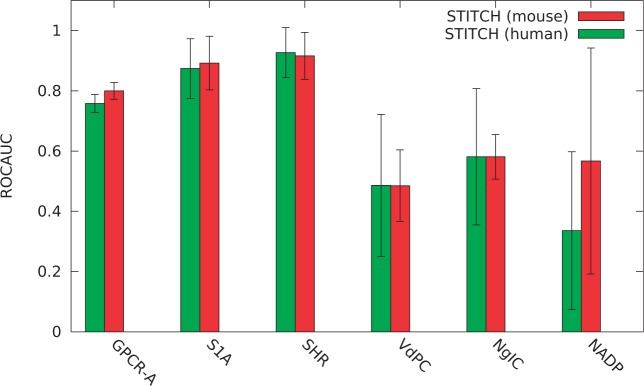 STITCH (mouse)
STITCH (human)
ROCAUC
1
0.8
0.6
0.4
0.2
0
GPCR-A
S1A
SHR
VdPC
NgIC
NADP